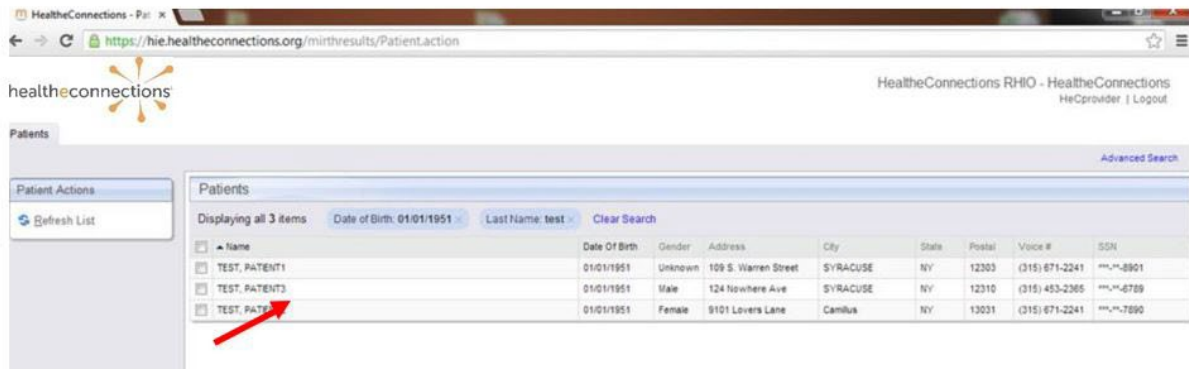 HealtheConnections - Pat
https://hie.healtheconnections.org/mirthresults/Patient.action
healtheconnections
HealtheConnections RHIO - HealtheConnections
HeCprovider | Logout
Patients
Advanced Search
Patient Actions
Refresh List
Patients
Displaying all 3 items Date of Birth: 01/01/1951 Last Name: test Clear Search
Name Date Of Birth Gender Address City State Postal Voice # SSN
TEST, PATIENT1 01/01/1951 Unknown 109 S. Warren Street SYRACUSE NY 12303 (315) 671-2241 ***-**-8901
TEST, PATIENT3 01/01/1951 Male 124 Nowhere Ave SYRACUSE NY 12310 (315) 453-2365 ***-**-6789
TEST, 01/01/1951 Female 9101 Lovers Lane Camillus NY 13031 (315) 671-2241 ***-**-7890